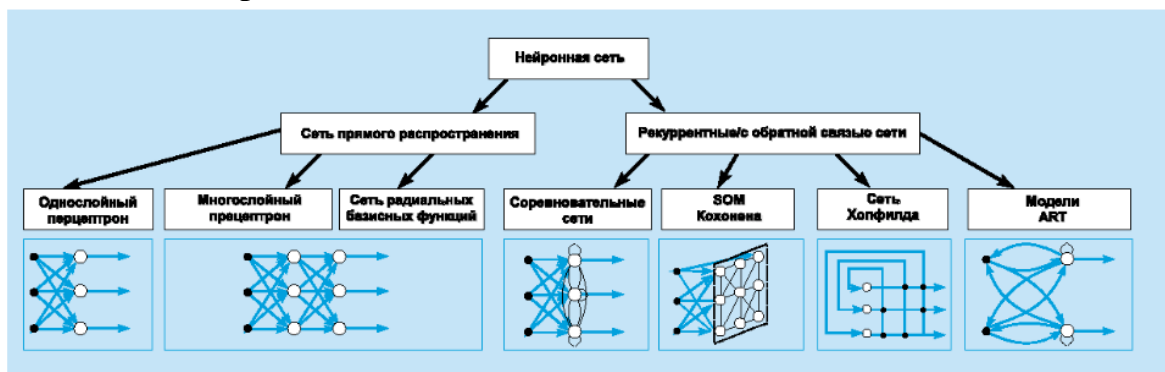 Нейронная сеть
Сеть прямого распространения
Рекуррентные/с обратной связью сети
Однослойный
перцептрон
Многослойный
прецептрон
Сеть радиальных
базисных функций
Соревновательные
сети
SOM
Кохонена
Сеть
Хопфилда
Модели
ART